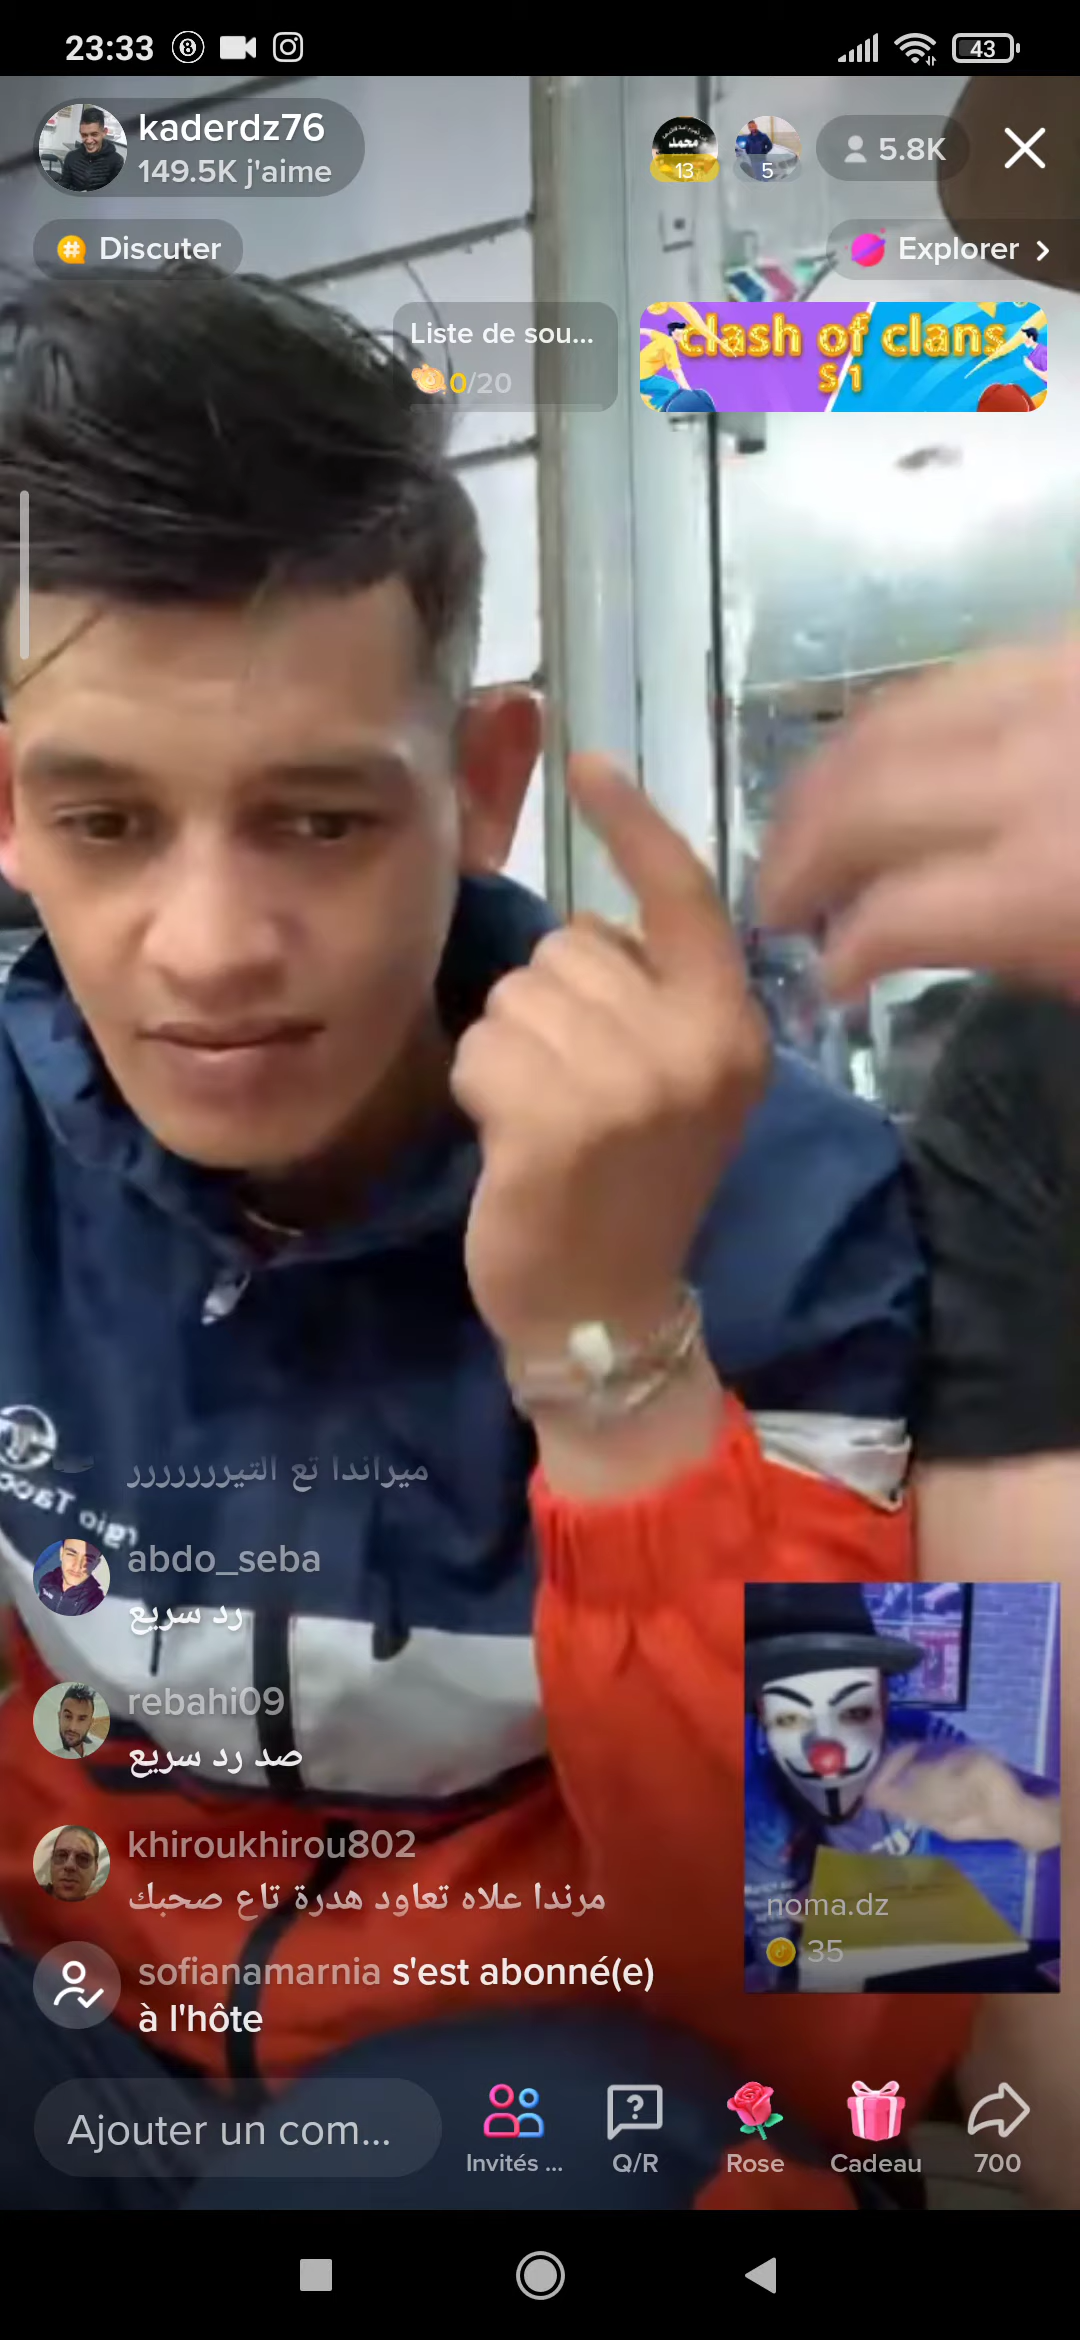 23:33
43
kaderdz76
149.5K j'aime
محمد
13
5
5.8K
Discuter
Explorer
Liste de sou...
0/20
clash of clans
S1
ميراندا تع التيررررررر
abdo_seba
رد سريع
rebahi09
صد رد سريع
khiroukhirou802
مرندا علاه تعاود هدرة تاع صحبك
noma.dz
35
sofianamarnia s'est abonné(e)
à l'hôte
Ajouter un com...
Invités ...
Q/R
Rose
Cadeau
700